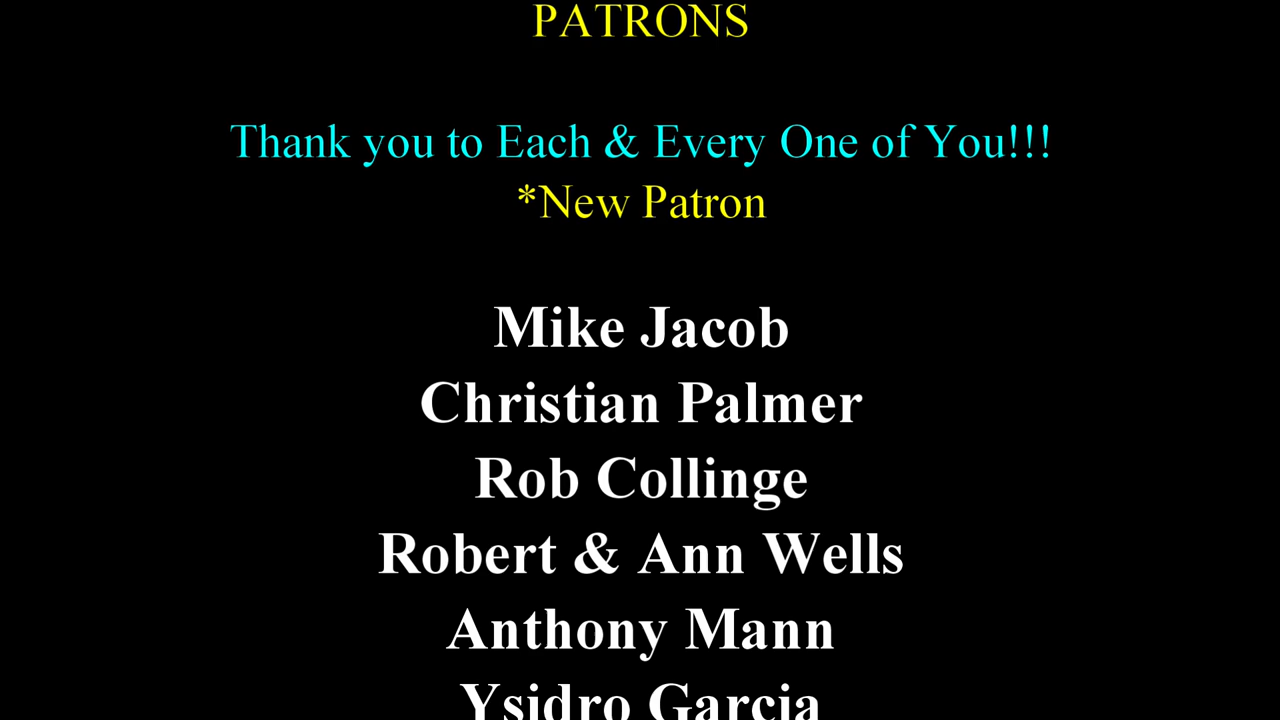 PATRONS
Thank you to Each & Every One of You!!!
*New Patron
Mike Jacob
Christian Palmer
Rob Collinge
Robert & Ann Wells
Anthony Mann
Ysidro Garcia